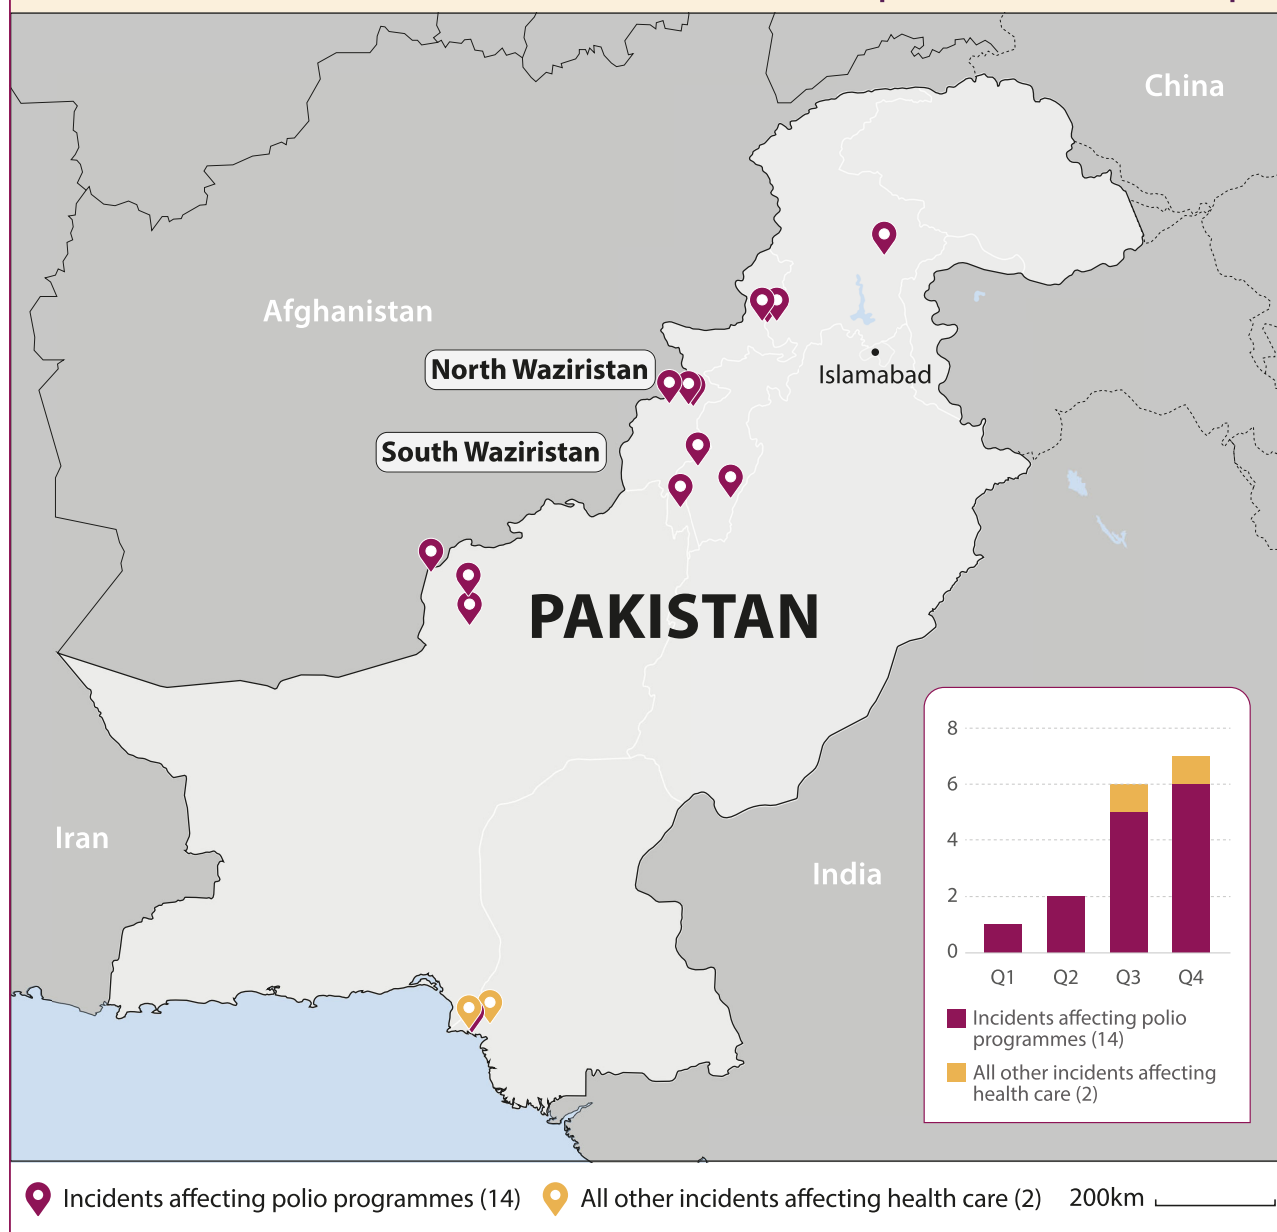 China
Afghanistan
North Waziristan
Islamabad
South Waziristan
PAKISTAN
Iran
India
8
6
4
2
0
Q1 Q2 Q3 Q4
Incidents affecting polio
programmes (14)
All other incidents affecting
health care (2)
Incidents affecting polio programmes (14) All other incidents affecting health care (2) 200km